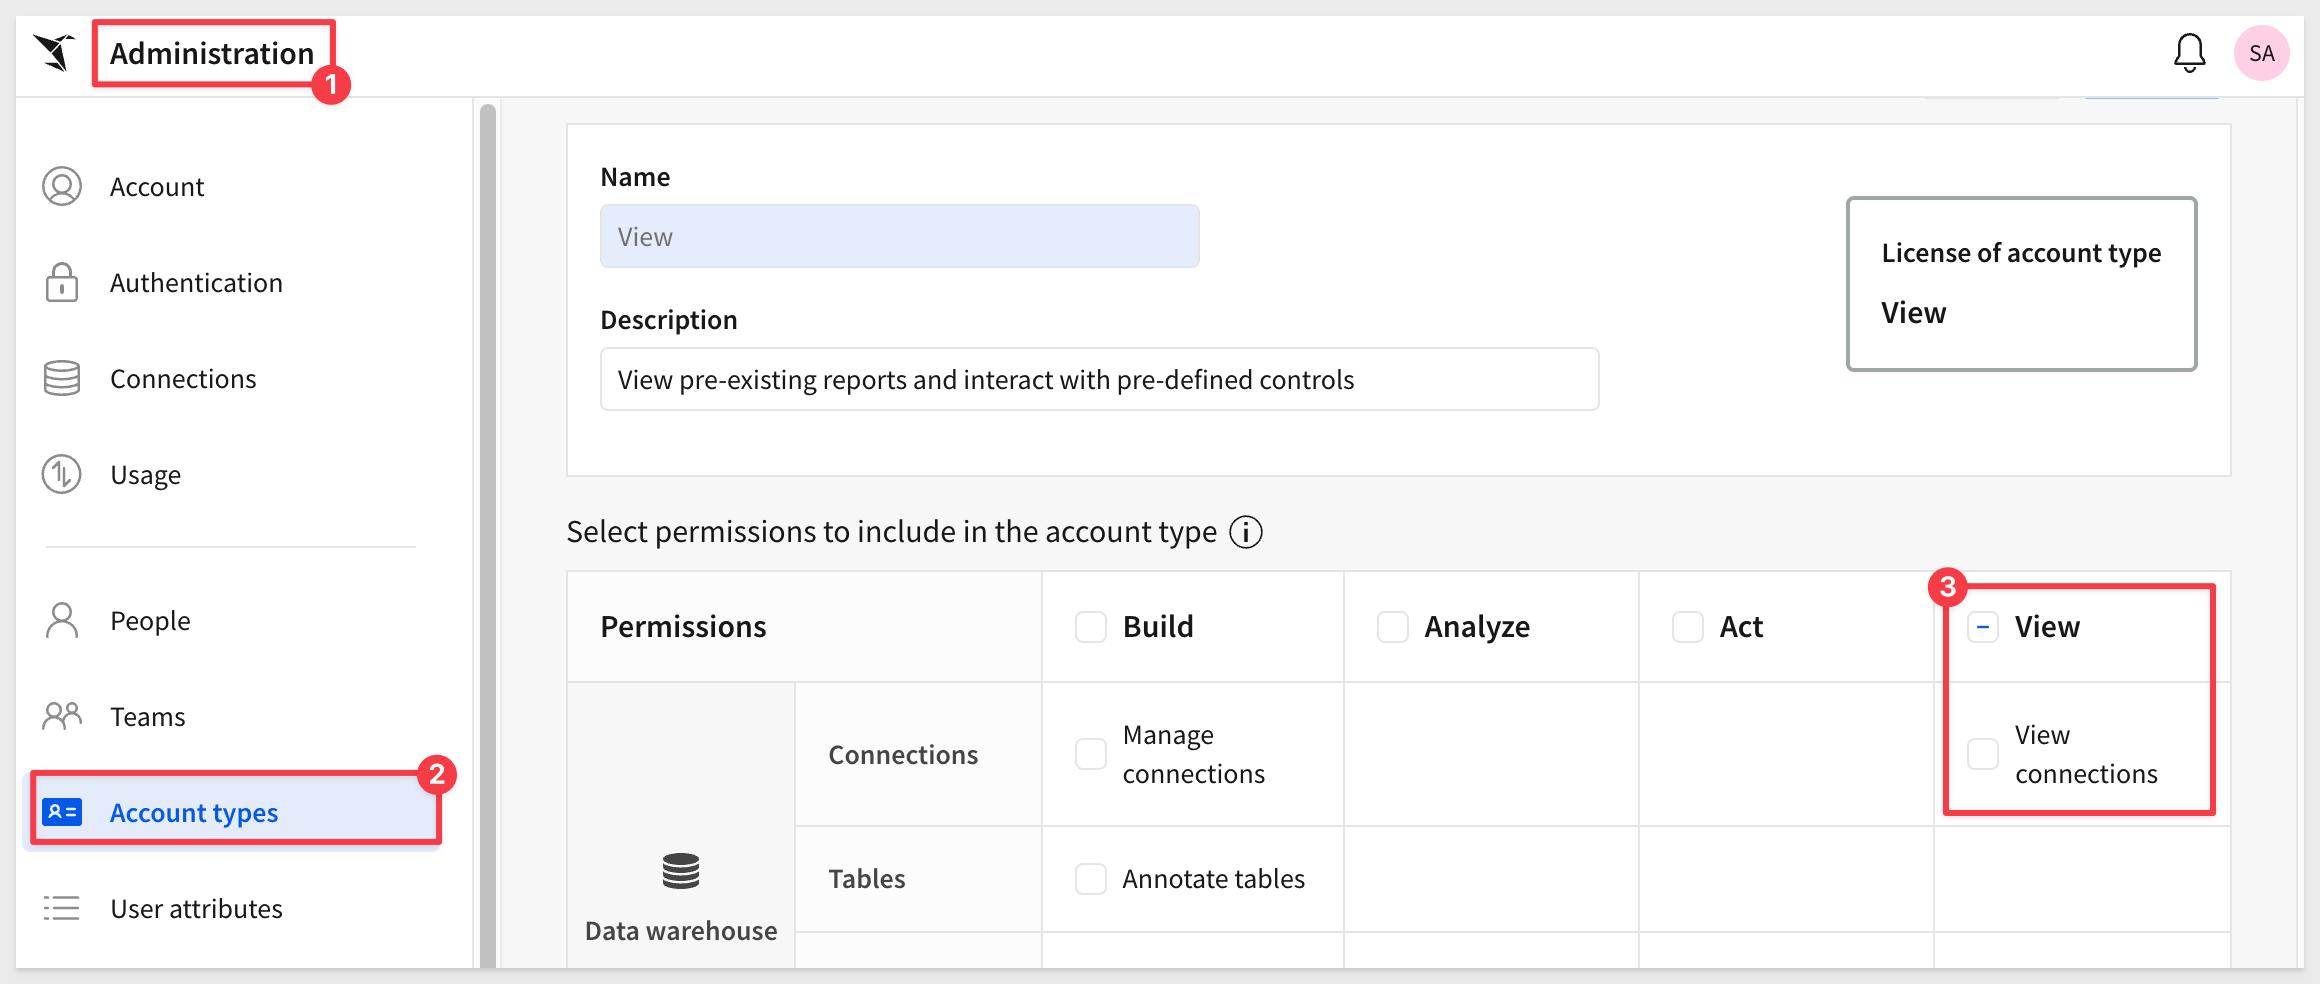 Administration
1
SA
Account
Authentication
Connections
Usage
People
Teams
Account types
2
User attributes
Name
View
Description
View pre-existing reports and interact with pre-defined controls
License of account type
View
Select permissions to include in the account type
Permissions
Build
Analyze
Act
3
View
Connections
Manage
connections
View
connections
Tables
Annotate tables
Data warehouse